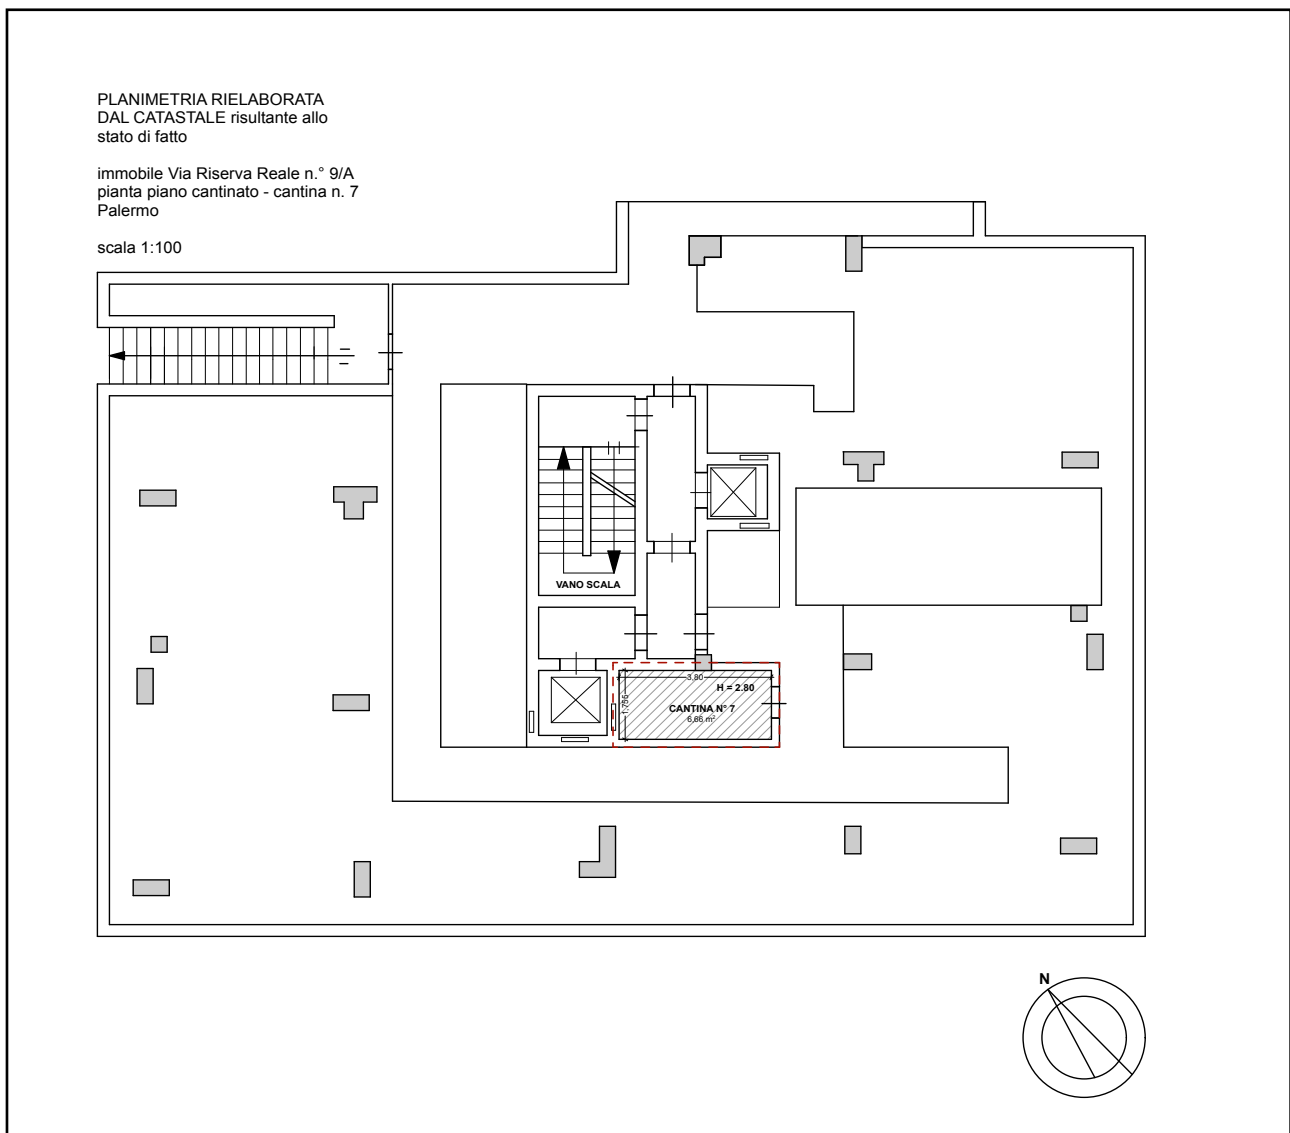 PLANIMETRIA RIELABORATA
DAL CATASTALE risultante allo
stato di fatto
immobile Via Riserva Reale n.° 9/A
pianta piano cantinato - cantina n. 7
Palermo
scala 1:100
VANO SCALA
3.80
H = 2.80
1.755
CANTINA N° 7
6,66 m²
N